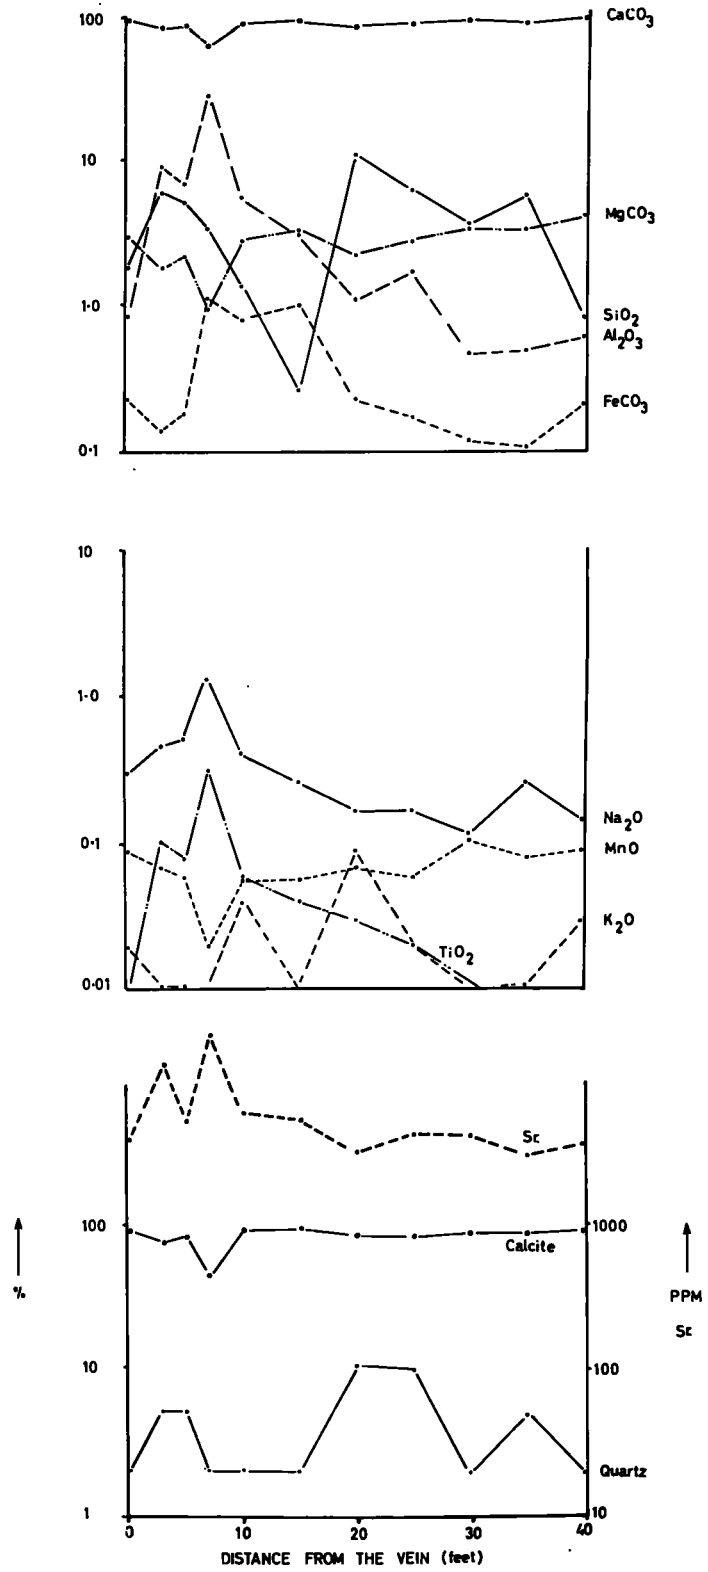 100
CaCO3
10
MgCO3
1·0
SiO2
Al2O3
FeCO3
0·1
10
1·0
Na2O
0·1
MnO
K2O
TiO2
0·01
Sr
100
1000
Calcite
%
PPM
Sr
10
100
Quartz
1
10
0
10
20
30
40
DISTANCE FROM THE VEIN (feet)